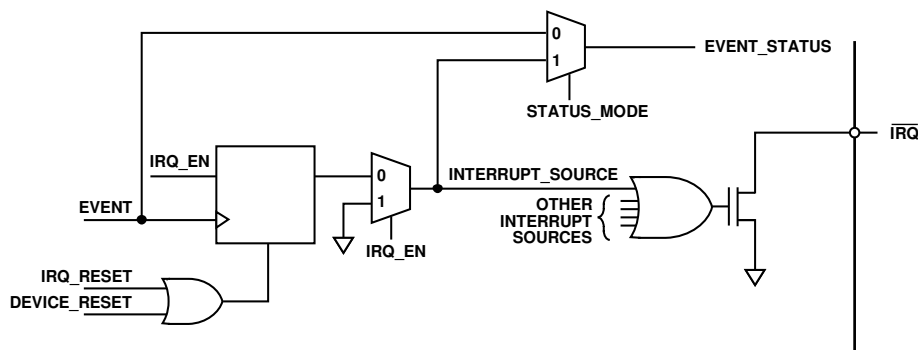 0
EVENT_STATUS
1
STATUS_MODE
IRQ
IRQ_EN
0
INTERRUPT_SOURCE
1
OTHER
INTERRUPT
SOURCES
EVENT
IRQ_EN
IRQ_RESET
DEVICE_RESET